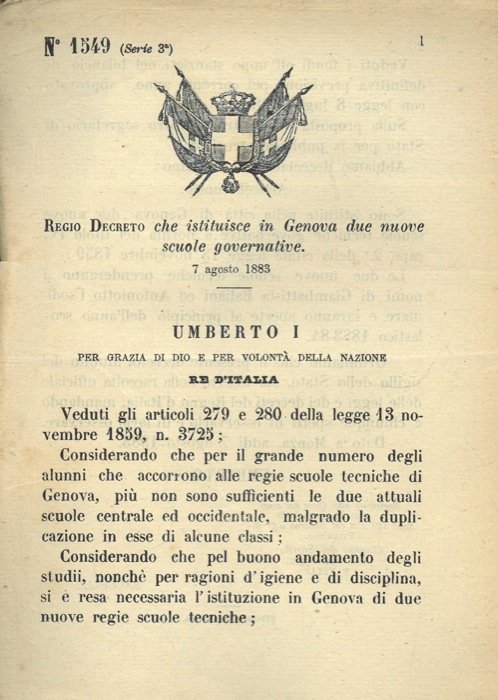 N° 1549 (Serie 3ª)
1
REGIO DECRETO che istituisce in Genova due nuove
scuole governative.
7 agosto 1883
UMBERTO I
PER GRAZIA DI DIO E PER VOLONTÀ DELLA NAZIONE
RE D'ITALIA
Veduti gli articoli 279 e 280 della legge 13 no-
vembre 1859, n. 3725;
Considerando che per il grande numero degli
alunni che accorrono alle regie scuole tecniche di
Genova, più non sono sufficienti le due attuali
scuole centrale ed occidentale, malgrado la dupli-
cazione in esse di alcune classi;
Considerando che pel buono andamento degli
studii, nonchè per ragioni d'igiene e di disciplina,
si è resa necessaria l'istituzione in Genova di due
nuove regie scuole tecniche;